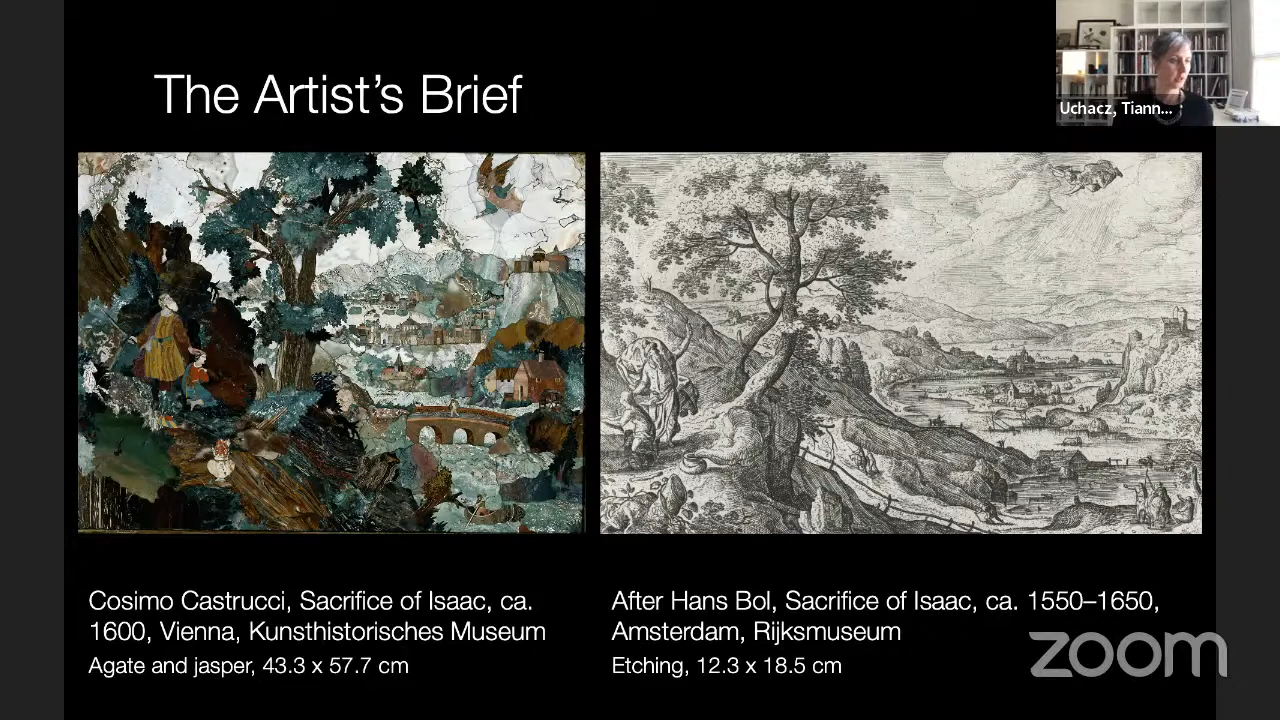 The Artist's Brief
Uchacz, Tiann...
Cosimo Castrucci, Sacrifice of Isaac, ca.
1600, Vienna, Kunsthistorisches Museum
Agate and jasper, 43.3 x 57.7 cm
After Hans Bol, Sacrifice of Isaac, ca. 1550–1650,
Amsterdam, Rijksmuseum
Etching, 12.3 x 18.5 cm
zoom